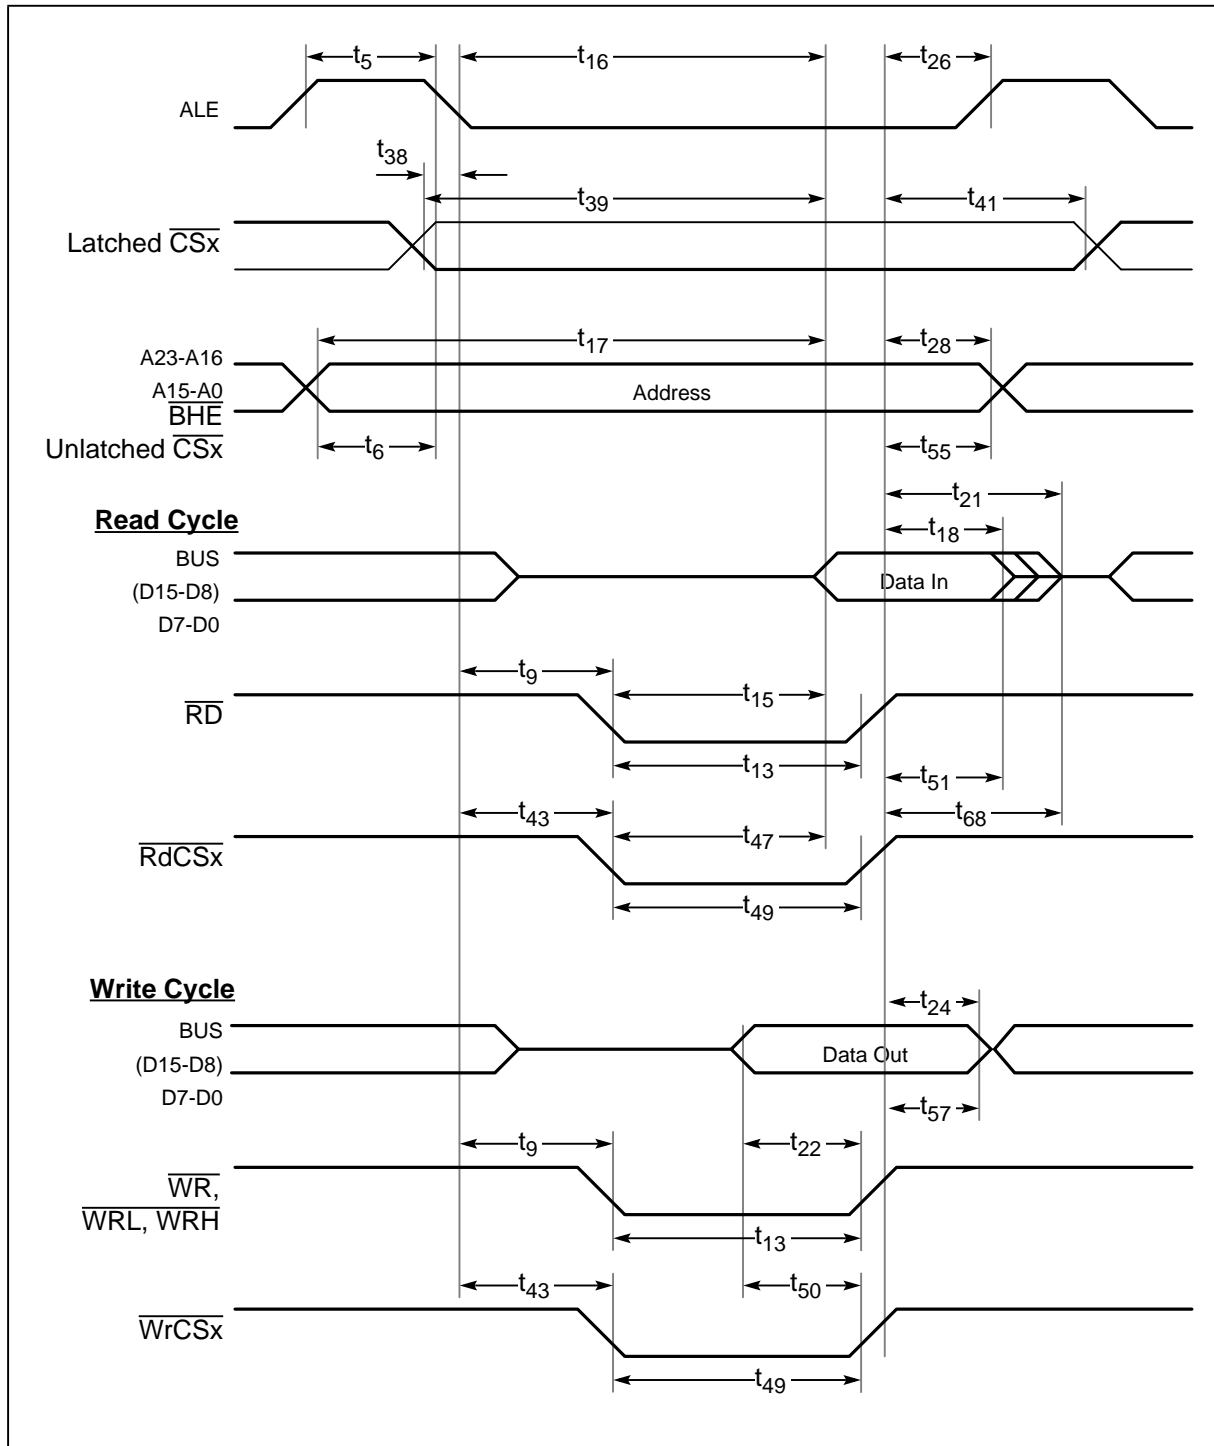 t5
t16
t26
ALE
t38
t39
t41
Latched CSx
t17
t28
A23-A16
A15-A0
Address
BHE
Unlatched CSx
t6
t55
t21
Read Cycle
t18
BUS
(D15-D8)
D7-D0
Data In
t9
t15
RD
t13
t51
t43
t68
t47
RdCSx
t49
Write Cycle
t24
BUS
(D15-D8)
D7-D0
Data Out
t57
t9
t22
WR,
WRL, WRH
t13
t43
t50
WrCSx
t49